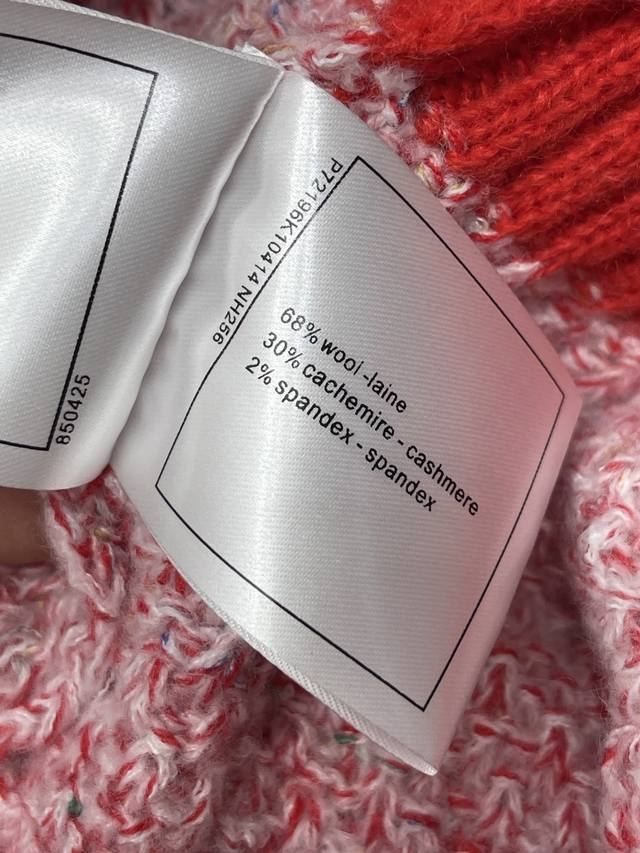 850425
P72196K10414 NH256
68% wool -laine
30% cachemire - cashmere
2% spandex - spandex